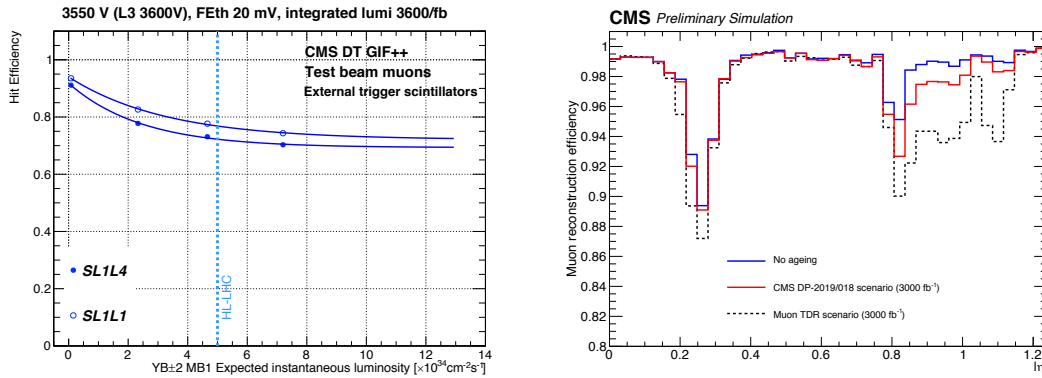 3550 V (L3 3600V), FEth 20 mV, integrated lumi 3600/fb
Hit Efficiency
1
0.8
0.6
0.4
0.2
0
CMS DT GIF++
Test beam muons
External trigger scintillators
SL1L4
SL1L1
HL-LHC
0 2 4 6 8 10 12 14
YB±2 MB1 Expected instantaneous luminosity [×10³⁴cm⁻²s⁻¹]
CMS Preliminary Simulation
Muon reconstruction efficiency
1
0.98
0.96
0.94
0.92
0.9
0.88
0.86
0.84
0.82
0.8
No ageing
CMS DP-2019/018 scenario (3000 fb⁻¹)
Muon TDR scenario (3000 fb⁻¹)
0 0.2 0.4 0.6 0.8 1